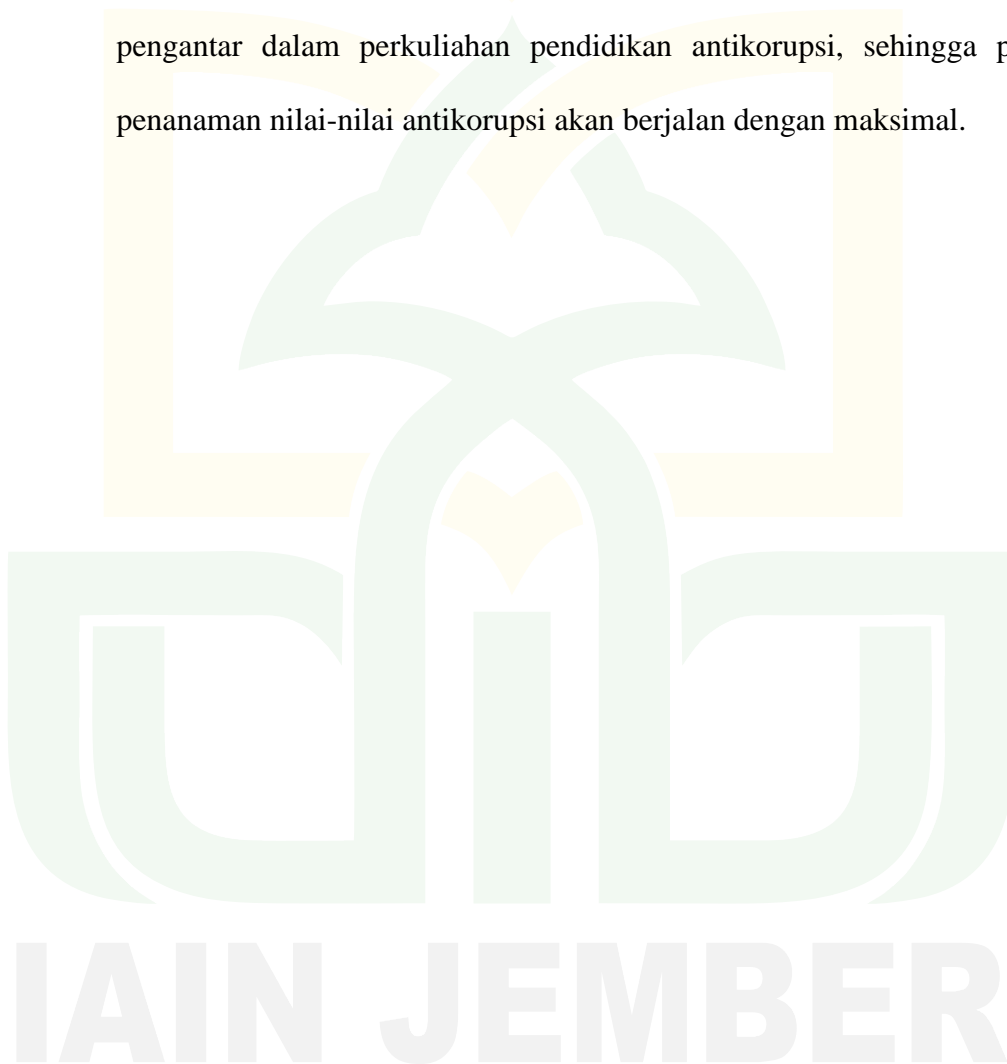 pengantar dalam perkuliahan pendidikan antikorupsi, sehingga
penanaman nilai-nilai antikorupsi akan berjalan dengan maksimal.
IAIN JEMBER